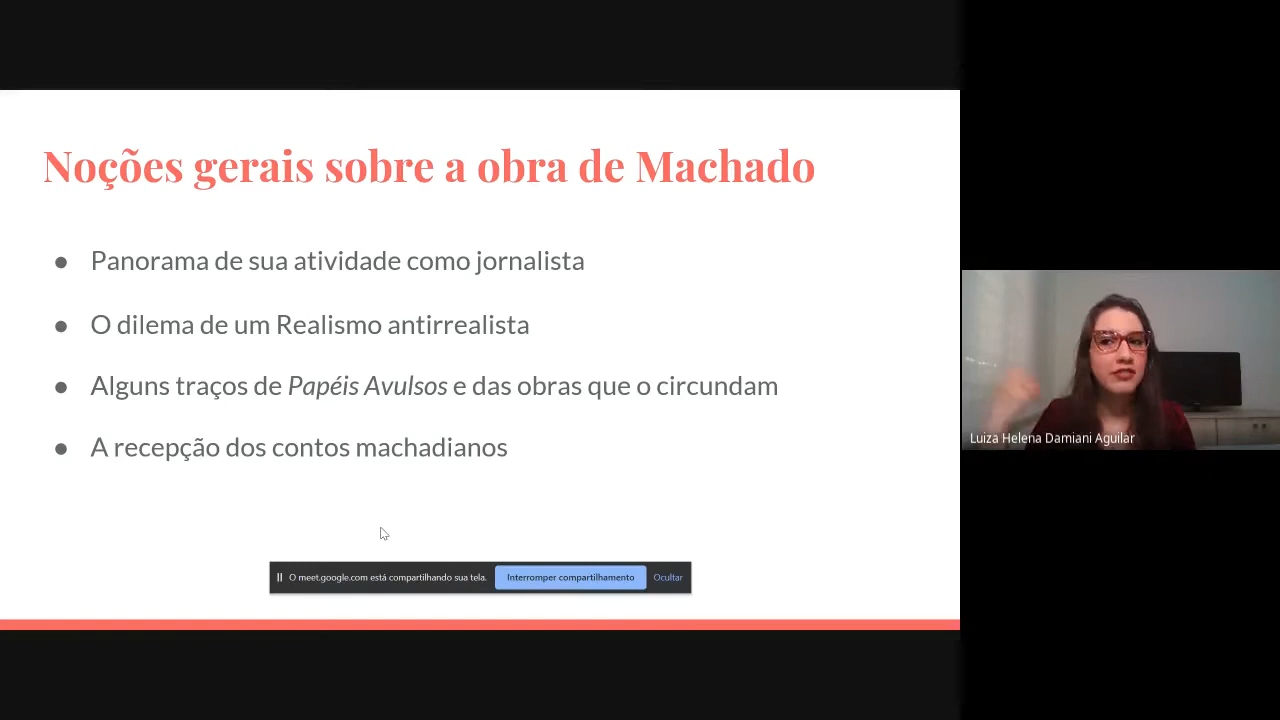 Noções gerais sobre a obra de Machado
● Panorama de sua atividade como jornalista
● O dilema de um Realismo antirrealista
● Alguns traços de Papéis Avulsos e das obras que o circundam
● A recepção dos contos machadianos
O meet.google.com está compartilhando sua tela. Interromper compartilhamento Ocultar
Luiza Helena Damiani Aguilar